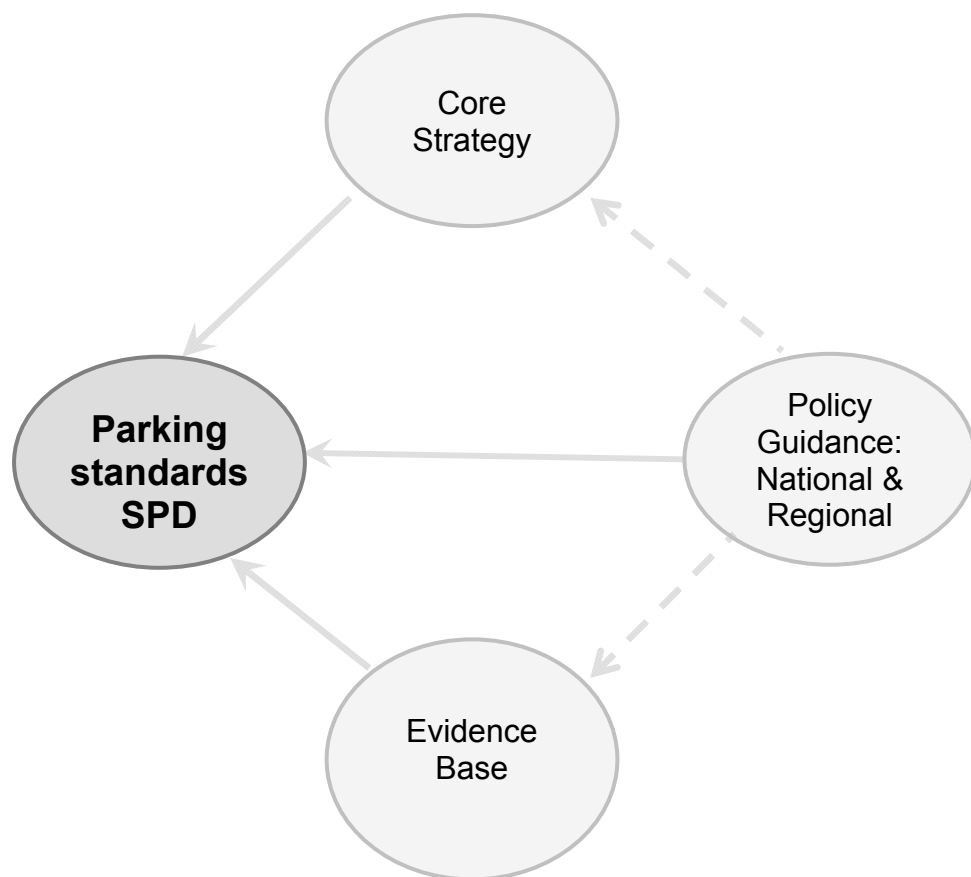 Core
Strategy
Parking
standards
SPD
Policy
Guidance:
National &
Regional
Evidence
Base